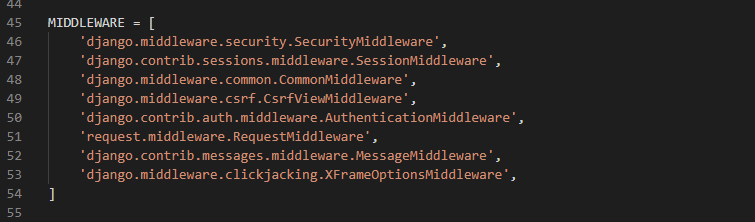 44
45 MIDDLEWARE = [
46     'django.middleware.security.SecurityMiddleware',
47     'django.contrib.sessions.middleware.SessionMiddleware',
48     'django.middleware.common.CommonMiddleware',
49     'django.middleware.csrf.CsrfViewMiddleware',
50     'django.contrib.auth.middleware.AuthenticationMiddleware',
51     'request.middleware.RequestMiddleware',
52     'django.contrib.messages.middleware.MessageMiddleware',
53     'django.middleware.clickjacking.XFrameOptionsMiddleware',
54 ]
55